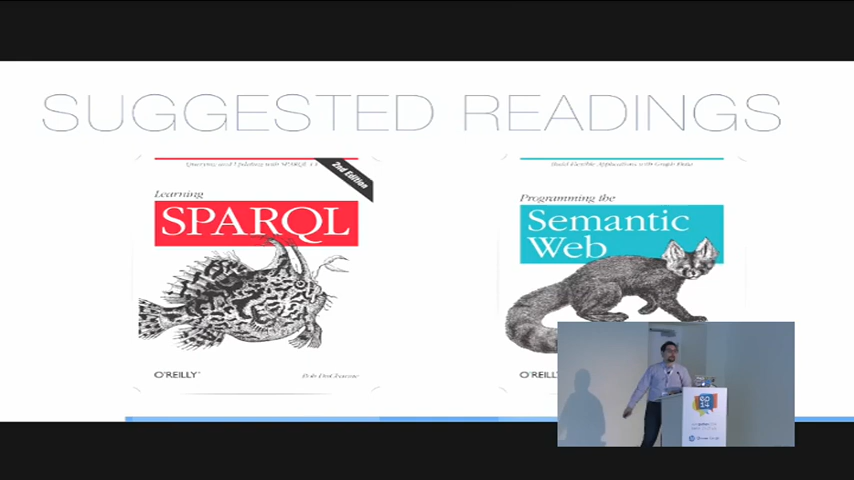 SUGGESTED READINGS
Querying and Updating with SPARQL 1.1
2nd Edition
Learning
SPARQL
O'REILLY
Bob DuCharme
Build Flexible Applications with Graph Data
Programming the
Semantic
Web
O'REILLY